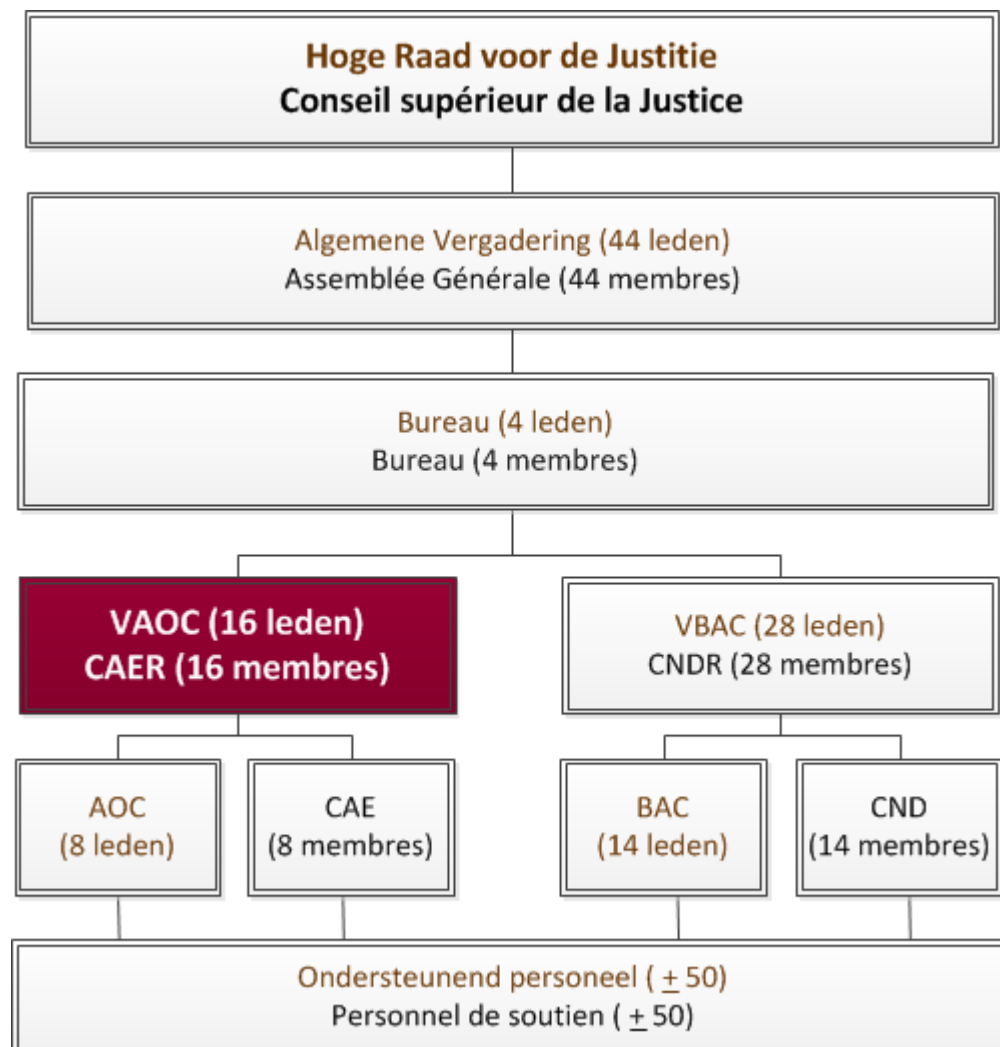 Hoge Raad voor de Justitie
Conseil supérieur de la Justice
Algemene Vergadering (44 leden)
Assemblée Générale (44 membres)
Bureau (4 leden)
Bureau (4 membres)
VAOC (16 leden)
CAER (16 membres)
VBAC (28 leden)
CNDR (28 membres)
AOC
(8 leden)
CAE
(8 membres)
BAC
(14 leden)
CND
(14 membres)
Ondersteunend personeel ( ± 50)
Personnel de soutien ( ± 50)